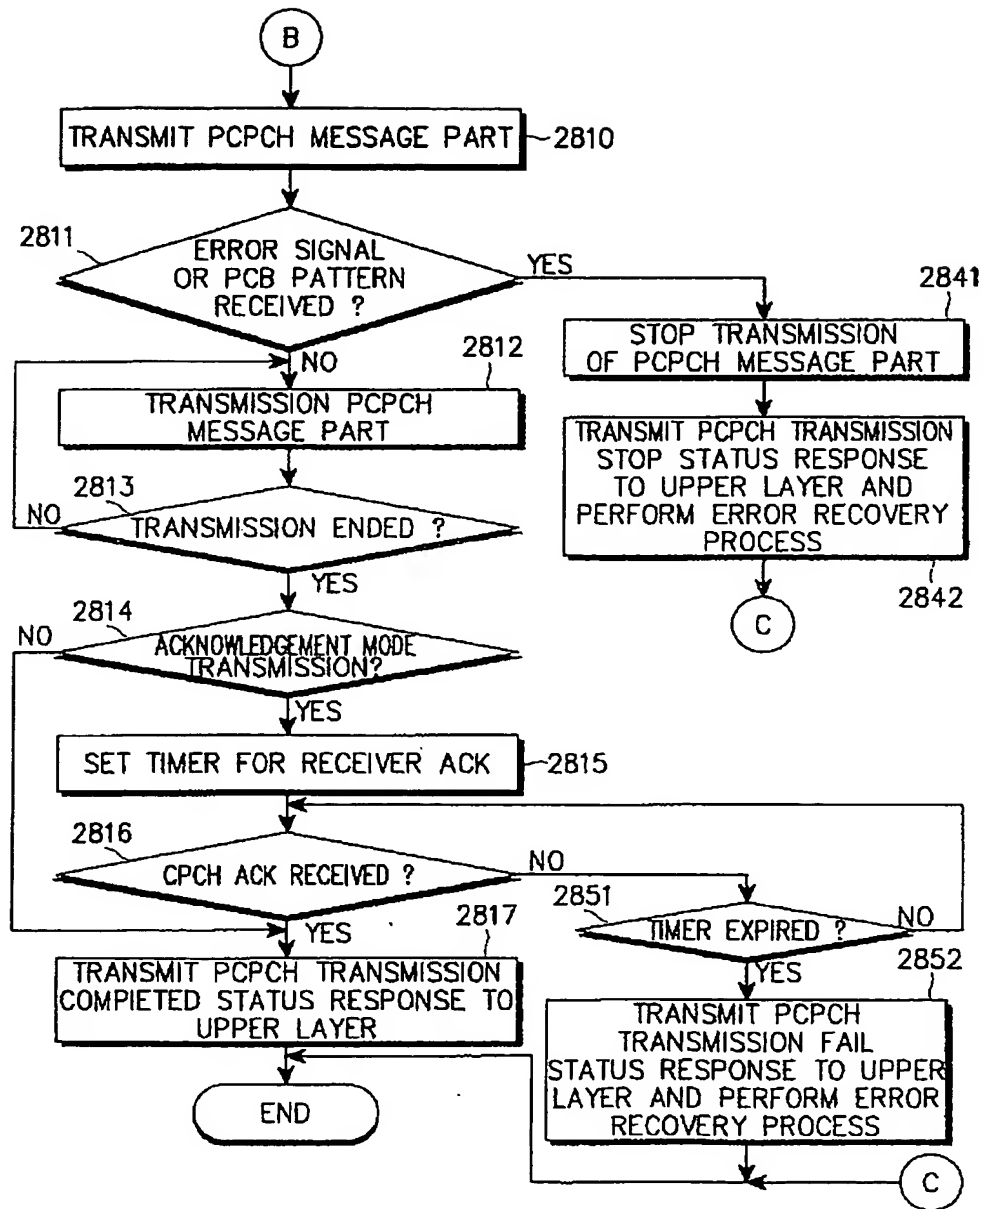 B
TRANSMIT PCPCH MESSAGE PART
2810
2811
ERROR SIGNAL
OR PCB PATTERN
RECEIVED ?
YES
NO
2841
STOP TRANSMISSION
OF PCPCH MESSAGE PART
2812
TRANSMISSION PCPCH
MESSAGE PART
TRANSMIT PCPCH TRANSMISSION
STOP STATUS RESPONSE
TO UPPER LAYER AND
PERFORM ERROR RECOVERY
PROCESS
2842
C
2813
NO
TRANSMISSION ENDED ?
YES
2814
NO
ACKNOWLEDGEMENT MODE
TRANSMISSION?
YES
SET TIMER FOR RECEIVER ACK
2815
2816
CPCH ACK RECEIVED ?
NO
YES
2851
TIMER EXPIRED ?
NO
YES
2817
TRANSMIT PCPCH TRANSMISSION
COMPIETED STATUS RESPONSE TO
UPPER LAYER
2852
TRANSMIT PCPCH
TRANSMISSION FAIL
STATUS RESPONSE TO UPPER
LAYER AND PERFORM ERROR
RECOVERY PROCESS
END
C